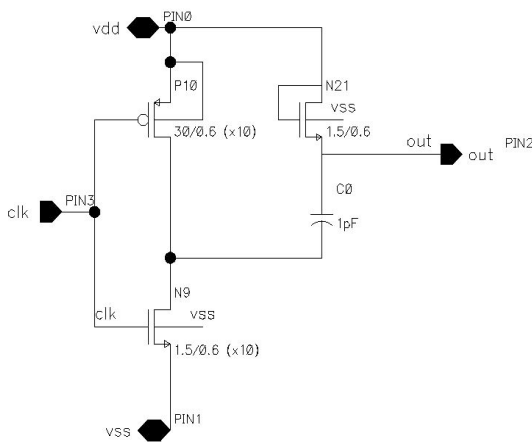 PIN0
vdd
P10
N21
vss
30/0.6 (x10)
1.5/0.6
out
PIN2
out
C0
PIN3
clk
1pF
N9
clk
vss
1.5/0.6 (x10)
PIN1
vss